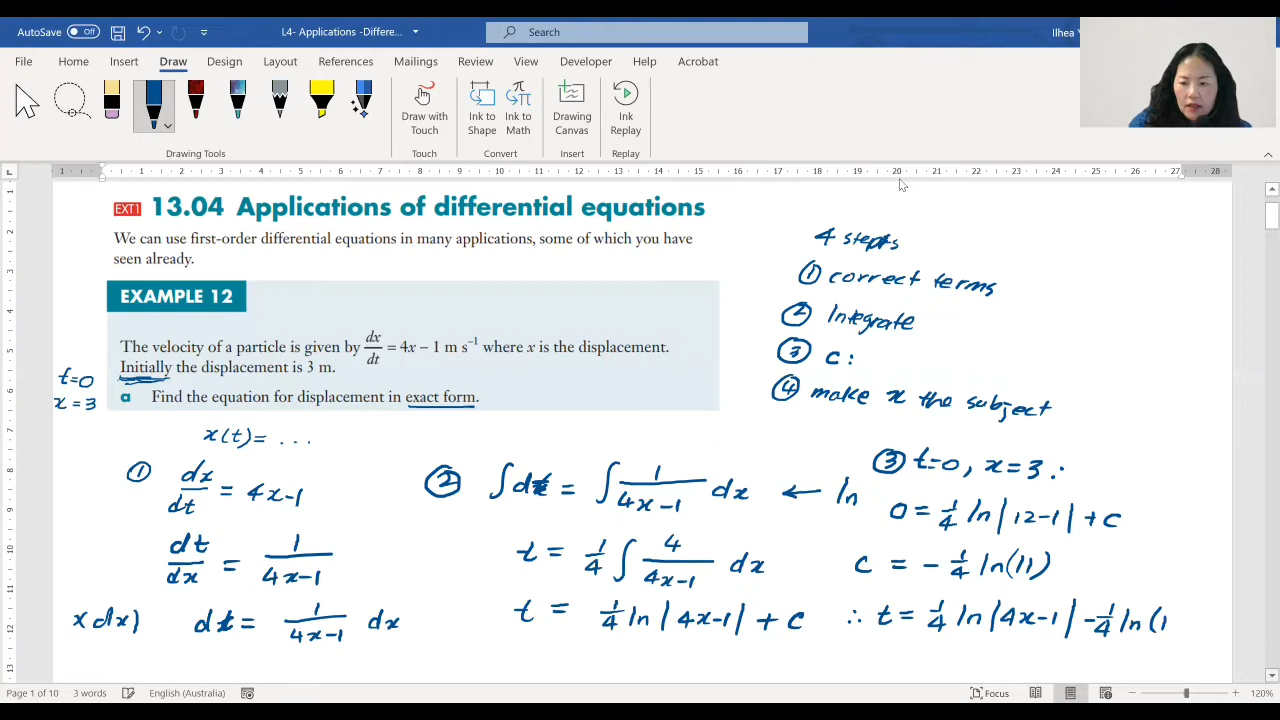 AutoSave Off L4- Applications -Differe... Search Ilhea
File Home Insert Draw Design Layout References Mailings Review View Developer Help Acrobat
Draw with Touch Ink to Shape Ink to Math Drawing Canvas Ink Replay
Drawing Tools Touch Convert Insert Replay
EXT1 13.04 Applications of differential equations
We can use first-order differential equations in many applications, some of which you have
seen already.
EXAMPLE 12
The velocity of a particle is given by dx/dt = 4x – 1 m s⁻¹ where x is the displacement.
Initially the displacement is 3 m.
a Find the equation for displacement in exact form.
t=0
x=3
4 steps
① correct terms
② Integrate
③ c:
④ make x the subject
x(t)= ...
① dx/dt = 4x-1
dt/dx = 1/(4x-1)
x dx) dt = 1/(4x-1) dx
② ∫dt = ∫ 1/(4x-1) dx ← ln
t = 1/4 ∫ 4/(4x-1) dx
t = 1/4 ln|4x-1| + c
③ t=0, x=3 :
0 = 1/4 ln|12-1| + c
c = - 1/4 ln(11)
∴ t = 1/4 ln|4x-1| - 1/4 ln(1
Page 1 of 10 3 words English (Australia) Focus 120%